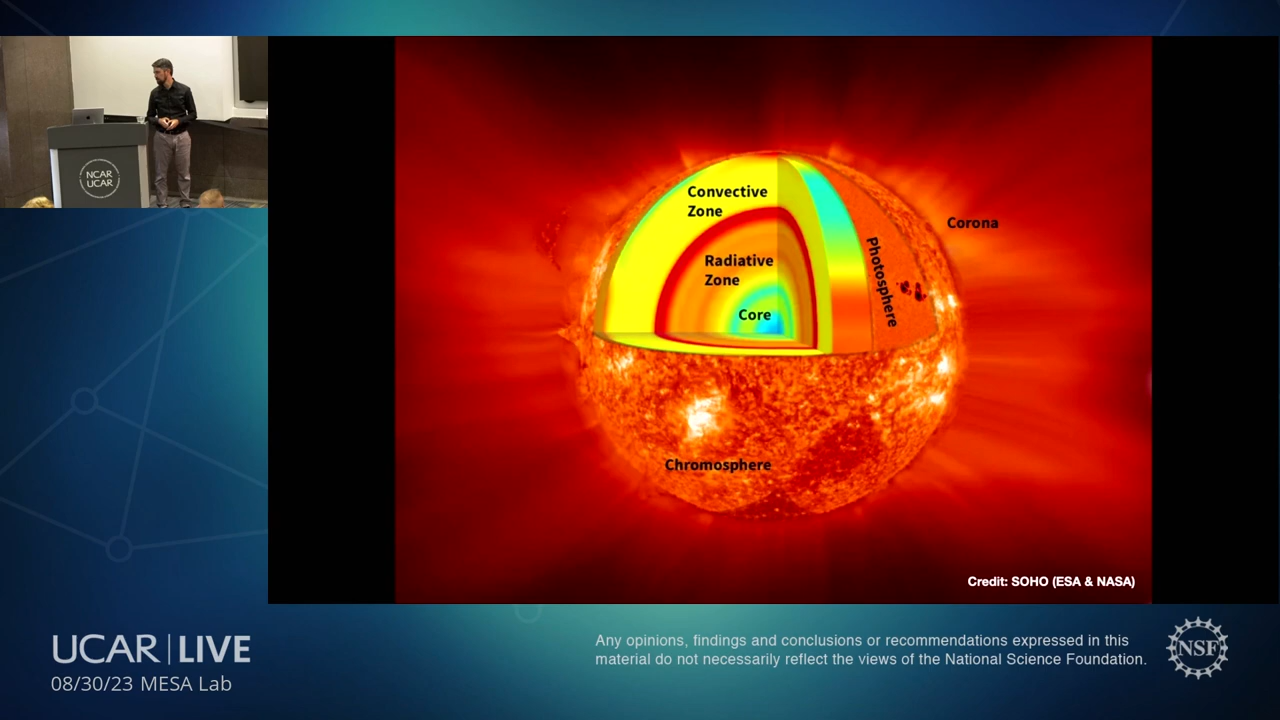 NCAR
UCAR
Convective
Zone
Radiative
Zone
Core
Photosphere
Corona
Chromosphere
Credit: SOHO (ESA & NASA)
UCAR | LIVE
08/30/23 MESA Lab
Any opinions, findings and conclusions or recommendations expressed in this
material do not necessarily reflect the views of the National Science Foundation.
NSF